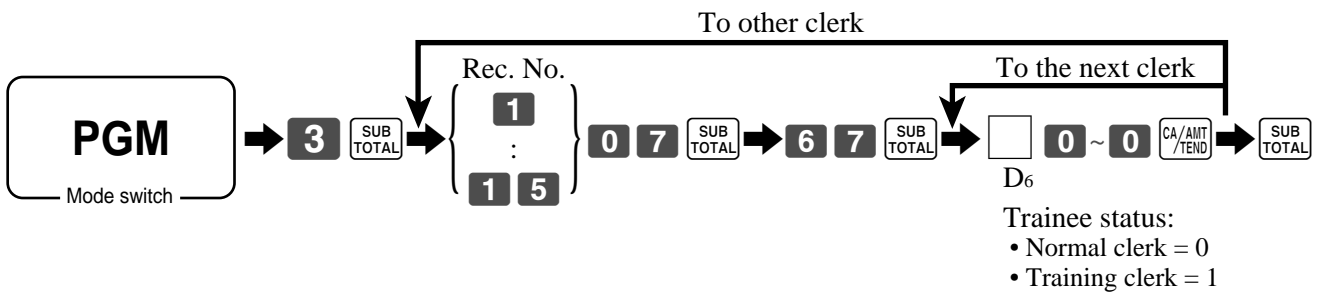 To other clerk
Rec. No.
To the next clerk
PGM
Mode switch
3 SUB TOTAL
1
:
1 5
0 7 SUB TOTAL
6 7 SUB TOTAL
0 ~ 0 CA/AMT /TEND
SUB TOTAL
D6
Trainee status:
• Normal clerk = 0
• Training clerk = 1